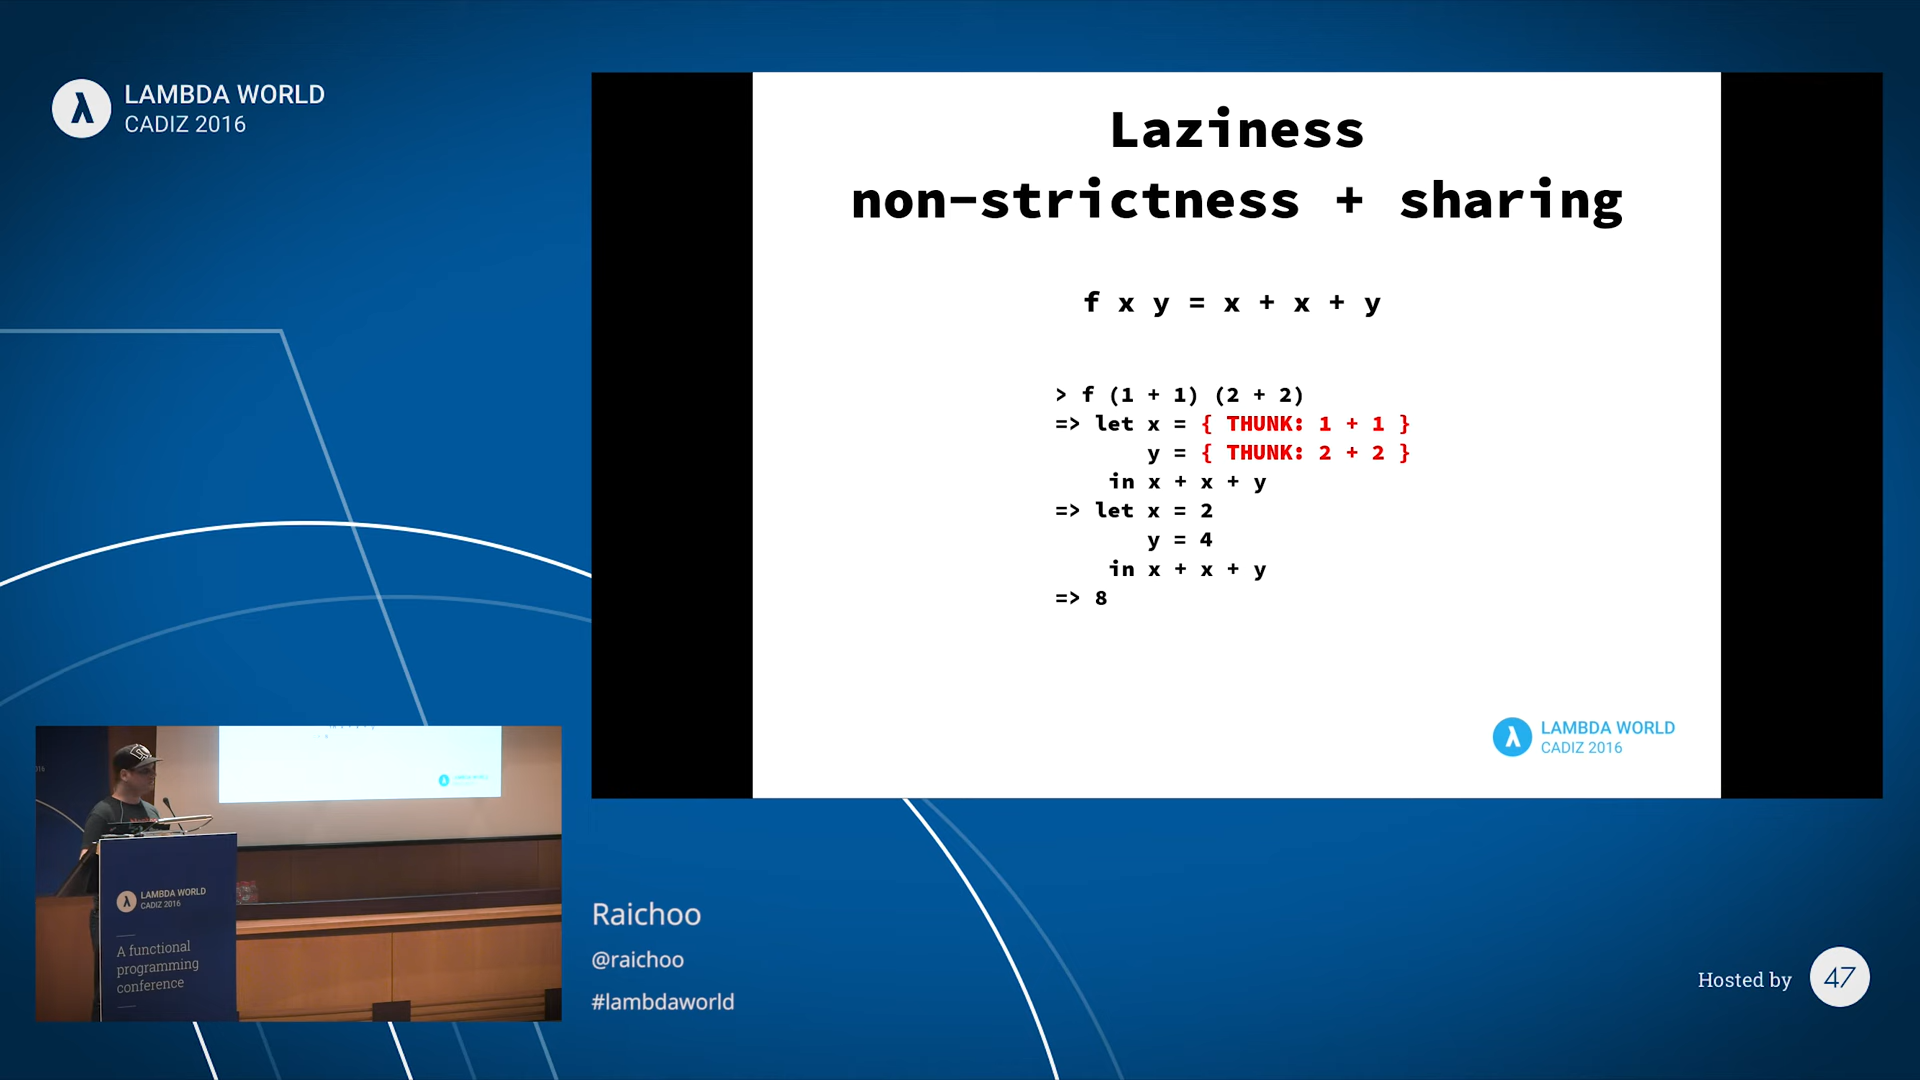 LAMBDA WORLD
CADIZ 2016
Laziness
non-strictness + sharing
f x y = x + x + y
> f (1 + 1) (2 + 2)
=> let x = { THUNK: 1 + 1 }
y = { THUNK: 2 + 2 }
in x + x + y
=> let x = 2
y = 4
in x + x + y
=> 8
λ LAMBDA WORLD
CADIZ 2016
LAMBDA WORLD
CADIZ 2016
A functional
programming
conference
Raichoo
@raichoo
#lambdaworld
Hosted by 47